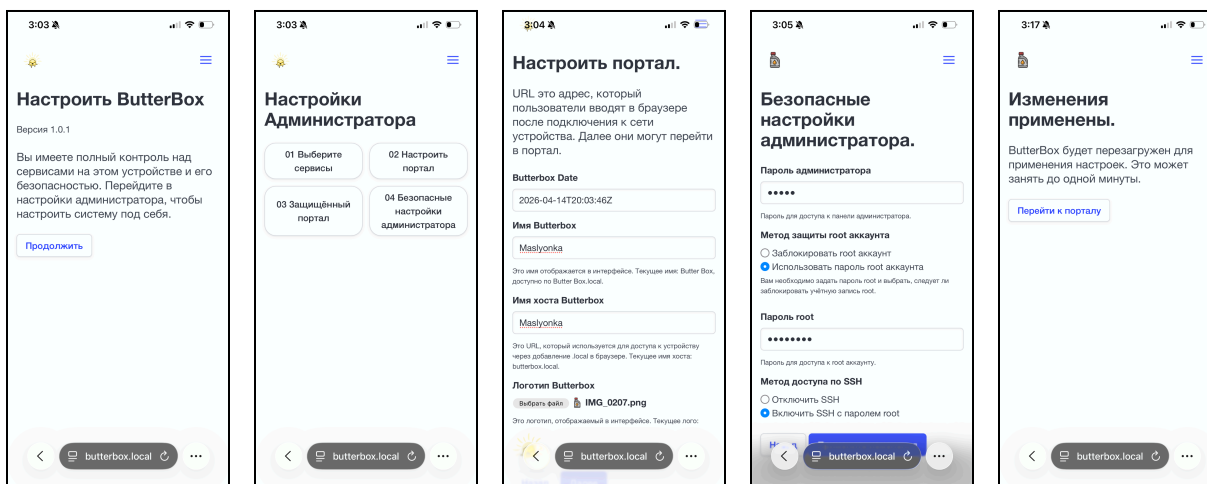 3:03
Настроить ButterBox
Версия 1.0.1
Вы имеете полный контроль над
сервисами на этом устройстве и его
безопасностью. Перейдите в
настройки администратора, чтобы
настроить систему под себя.
Продолжить
butterbox.local
3:03
Настройки
Администратора
01 Выберите
сервисы
02 Настроить
портал
03 Защищённый
портал
04 Безопасные
настройки
администратора
butterbox.local
3:04
Настроить портал.
URL это адрес, который
пользователи вводят в браузере
после подключения к сети
устройства. Далее они могут перейти
в портал.
Butterbox Date
2026-04-14T20:03:46Z
Имя Butterbox
Maslyonka
Это имя отображается в интерфейсе. Текущее имя: Butter Box,
доступно по Butter Box.local.
Имя хоста Butterbox
Maslyonka
Это URL, который используется для доступа к устройству
через добавление .local в браузере. Текущее имя хоста:
butterbox.local.
Логотип Butterbox
Выбрать файл IMG_0207.png
Это логотип, отображаемый в интерфейсе. Текущее лого:
butterbox.local
3:05
Безопасные
настройки
администратора.
Пароль администратора
•••••
Пароль для доступа к панели администратора.
Метод защиты root аккаунта
Заблокировать root аккаунт
Использовать пароль root аккаунта
Вам необходимо задать пароль root и выбрать, следует ли
заблокировать учётную запись root.
Пароль root
••••••••
Пароль для доступа к root аккаунту.
Метод доступа по SSH
Отключить SSH
Включить SSH с паролем root
butterbox.local
3:17
Изменения
применены.
ButterBox будет перезагружен для
применения настроек. Это может
занять до одной минуты.
Перейти к порталу
butterbox.local